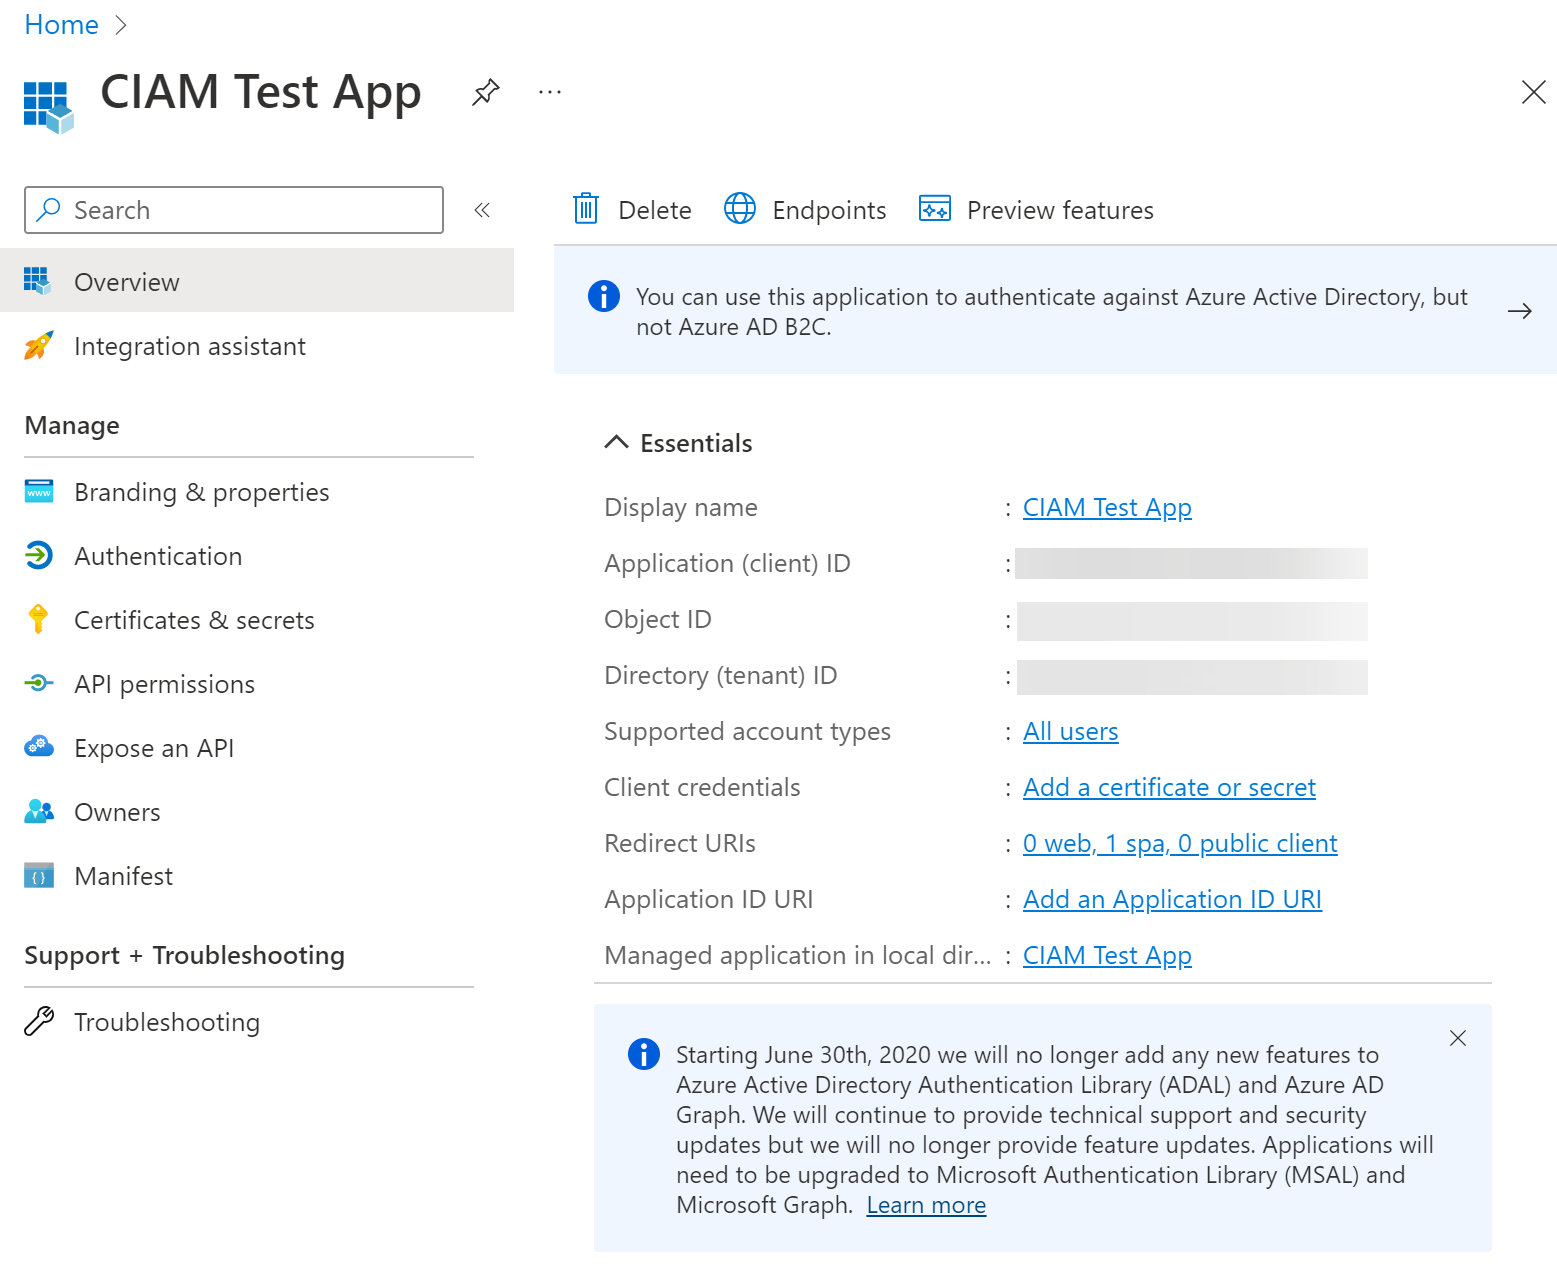 Home
CIAM Test App
Search
Delete
Endpoints
Preview features
Overview
Integration assistant
Manage
Branding & properties
Authentication
Certificates & secrets
API permissions
Expose an API
Owners
Manifest
Support + Troubleshooting
Troubleshooting
You can use this application to authenticate against Azure Active Directory, but
not Azure AD B2C.
Essentials
Display name : CIAM Test App
Application (client) ID :
Object ID :
Directory (tenant) ID :
Supported account types : All users
Client credentials : Add a certificate or secret
Redirect URIs : 0 web, 1 spa, 0 public client
Application ID URI : Add an Application ID URI
Managed application in local dir... : CIAM Test App
Starting June 30th, 2020 we will no longer add any new features to
Azure Active Directory Authentication Library (ADAL) and Azure AD
Graph. We will continue to provide technical support and security
updates but we will no longer provide feature updates. Applications will
need to be upgraded to Microsoft Authentication Library (MSAL) and
Microsoft Graph. Learn more